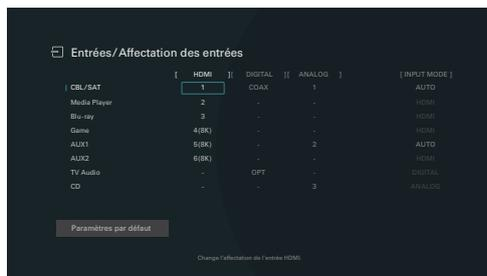 Entrées/Affectation des entrées
[ HDMI ][ DIGITAL ][ ANALOG ] [ INPUT MODE ]
CBL/SAT 1 COAX 1 AUTO
Media Player 2 - - HDMI
Blu-ray 3 - - HDMI
Game 4(8K) - - HDMI
AUX1 5(8K) - 2 AUTO
AUX2 6(8K) - - HDMI
TV Audio - OPT - DIGITAL
CD - - 3 ANALOG
Paramètres par défaut
Change l'affectation de l'entrée HDMI.